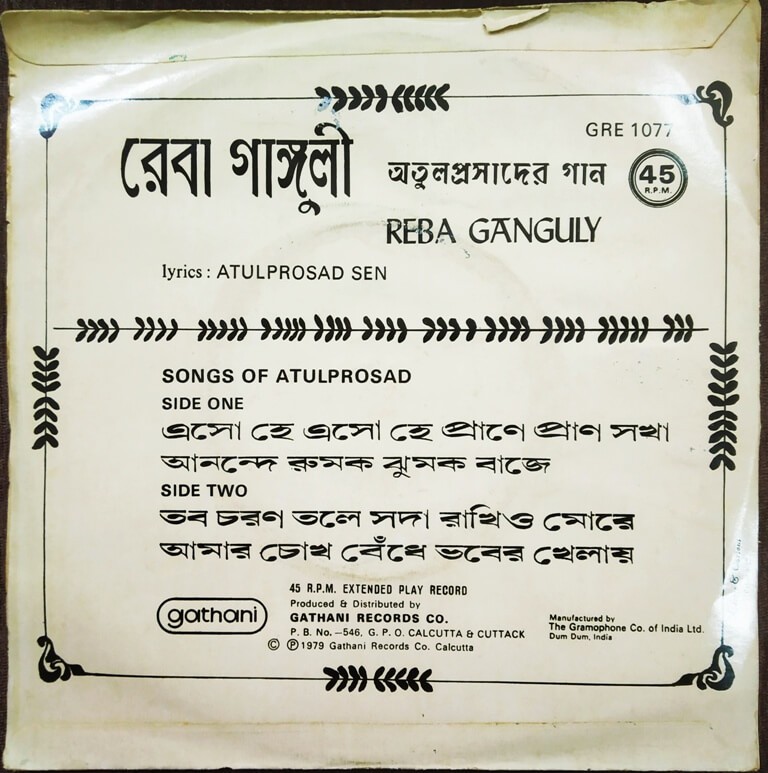 GRE 1077
রেবা গাঙ্গুলী অতুলপ্রসাদের গান 45 R.P.M.
REBA GANGULY
lyrics : ATULPROSAD SEN
SONGS OF ATULPROSAD
SIDE ONE
এসো হে এসো হে প্রাণে প্রাণ সখা
আনন্দে রুমক ঝুমক বাজে
SIDE TWO
তব চরণ তলে সদা রাখিও মোরে
আমার চোখ বেঁধে ভবের খেলায়
45 R.P.M. EXTENDED PLAY RECORD
Produced & Distributed by
gathani GATHANI RECORDS CO.
P. B. No.—546, G. P. O. CALCUTTA & CUTTACK
© ℗ 1979 Gathani Records Co. Calcutta
Manufactured by
The Gramophone Co. of India Ltd.
Dum Dum, India